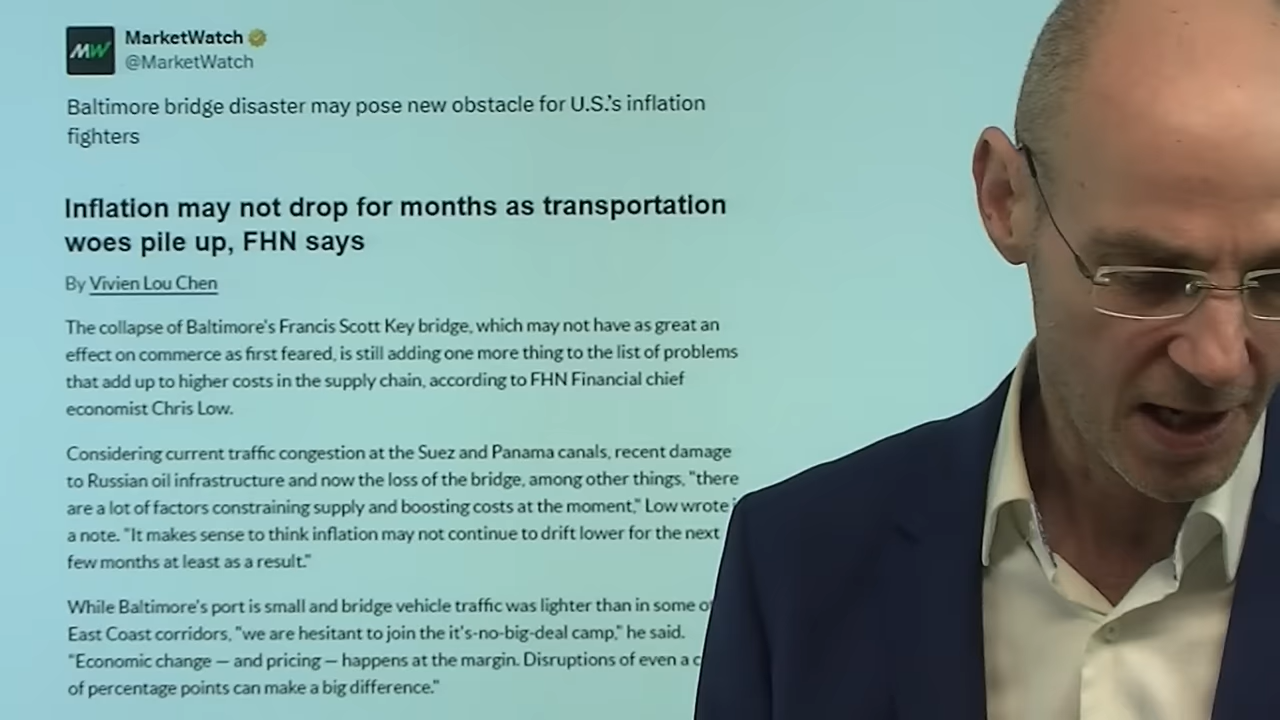 MW
MarketWatch
@MarketWatch
Baltimore bridge disaster may pose new obstacle for U.S.'s inflation
fighters
Inflation may not drop for months as transportation
woes pile up, FHN says
By Vivien Lou Chen
The collapse of Baltimore's Francis Scott Key bridge, which may not have as great an
effect on commerce as first feared, is still adding one more thing to the list of problems
that add up to higher costs in the supply chain, according to FHN Financial chief
economist Chris Low.
Considering current traffic congestion at the Suez and Panama canals, recent damage
to Russian oil infrastructure and now the loss of the bridge, among other things, "there
are a lot of factors constraining supply and boosting costs at the moment," Low wrote
a note. "It makes sense to think inflation may not continue to drift lower for the next
few months at least as a result."
While Baltimore's port is small and bridge vehicle traffic was lighter than in some
East Coast corridors, "we are hesitant to join the it's-no-big-deal camp," he said.
"Economic change — and pricing — happens at the margin. Disruptions of even a
of percentage points can make a big difference."